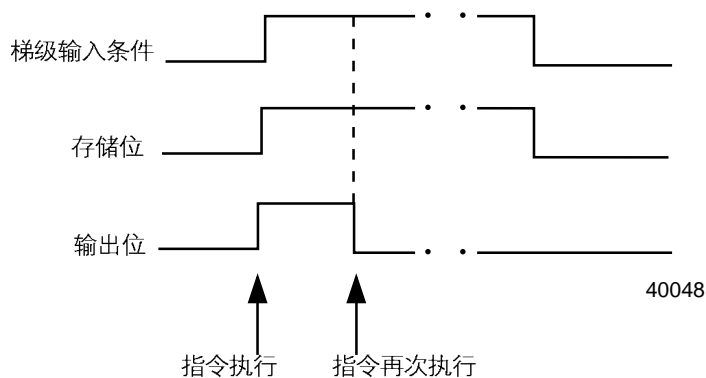 梯级输入条件
存储位
输出位
40048
指令执行
指令再次执行